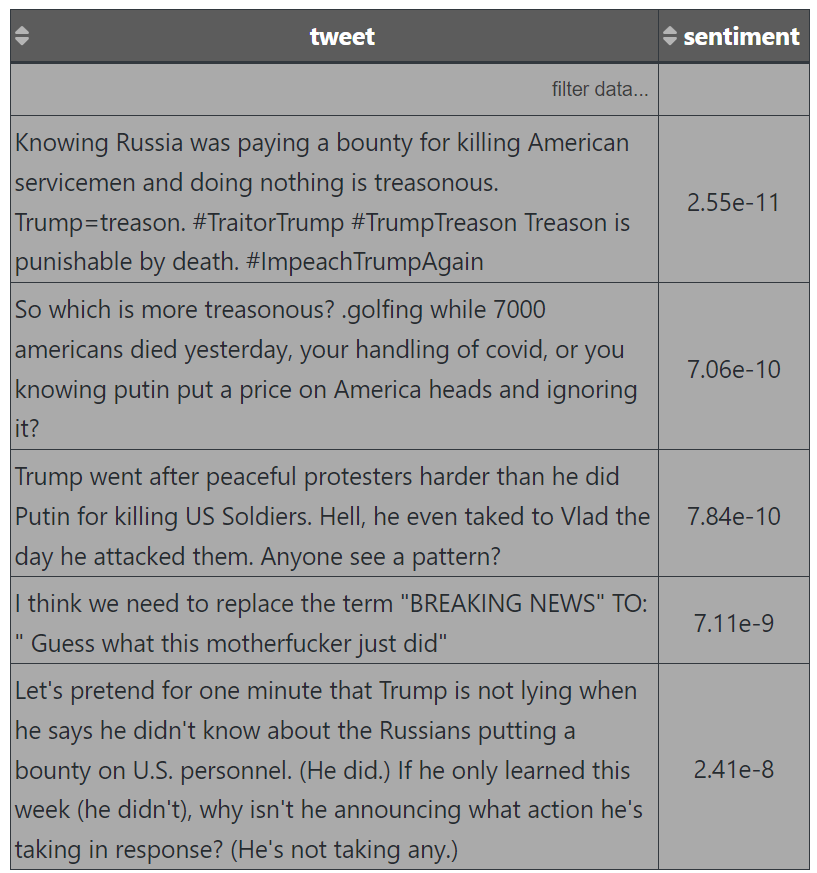 tweet sentiment
filter data...
Knowing Russia was paying a bounty for killing American
servicemen and doing nothing is treasonous.
Trump=treason. #TraitorTrump #TrumpTreason Treason is
punishable by death. #ImpeachTrumpAgain
2.55e-11
So which is more treasonous? .golfing while 7000
americans died yesterday, your handling of covid, or you
knowing putin put a price on America heads and ignoring
it?
7.06e-10
Trump went after peaceful protesters harder than he did
Putin for killing US Soldiers. Hell, he even taked to Vlad the
day he attacked them. Anyone see a pattern?
7.84e-10
I think we need to replace the term "BREAKING NEWS" TO:
" Guess what this motherfucker just did"
7.11e-9
Let's pretend for one minute that Trump is not lying when
he says he didn't know about the Russians putting a
bounty on U.S. personnel. (He did.) If he only learned this
week (he didn't), why isn't he announcing what action he's
taking in response? (He's not taking any.)
2.41e-8